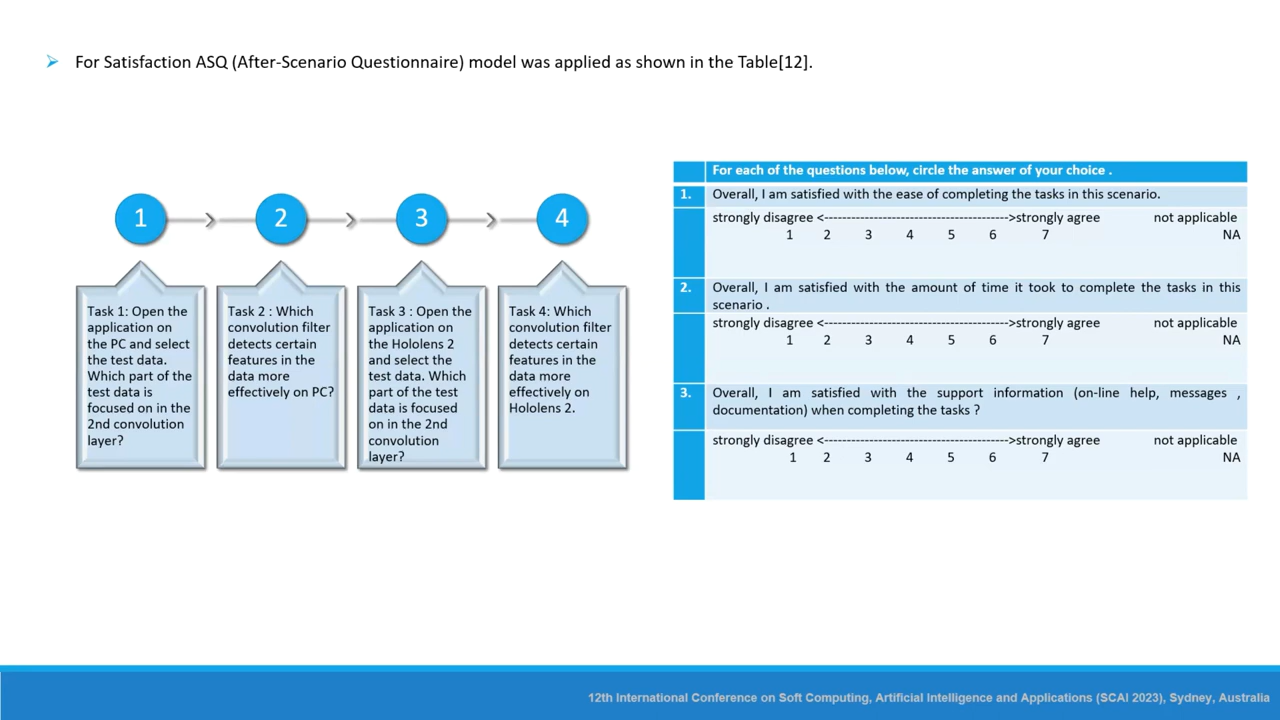 For Satisfaction ASQ (After-Scenario Questionnaire) model was applied as shown in the Table[12].
1
2
3
4
Task 1: Open the
application on
the PC and select
the test data.
Which part of the
test data is
focused on in the
2nd convolution
layer?
Task 2 : Which
convolution filter
detects certain
features in the
data more
effectively on PC?
Task 3 : Open the
application on
the Hololens 2
and select the
test data. Which
part of the test
data is focused
on in the 2nd
convolution
layer?
Task 4: Which
convolution filter
detects certain
features in the
data more
effectively on
Hololens 2.
For each of the questions below, circle the answer of your choice .
1. Overall, I am satisfied with the ease of completing the tasks in this scenario.
strongly disagree <------------------------------------------>strongly agree not applicable
1 2 3 4 5 6 7 NA
2. Overall, I am satisfied with the amount of time it took to complete the tasks in this
scenario .
strongly disagree <------------------------------------------>strongly agree not applicable
1 2 3 4 5 6 7 NA
3. Overall, I am satisfied with the support information (on-line help, messages ,
documentation) when completing the tasks ?
strongly disagree <------------------------------------------>strongly agree not applicable
1 2 3 4 5 6 7 NA
12th International Conference on Soft Computing, Artificial Intelligence and Applications (SCAI 2023), Sydney, Australia